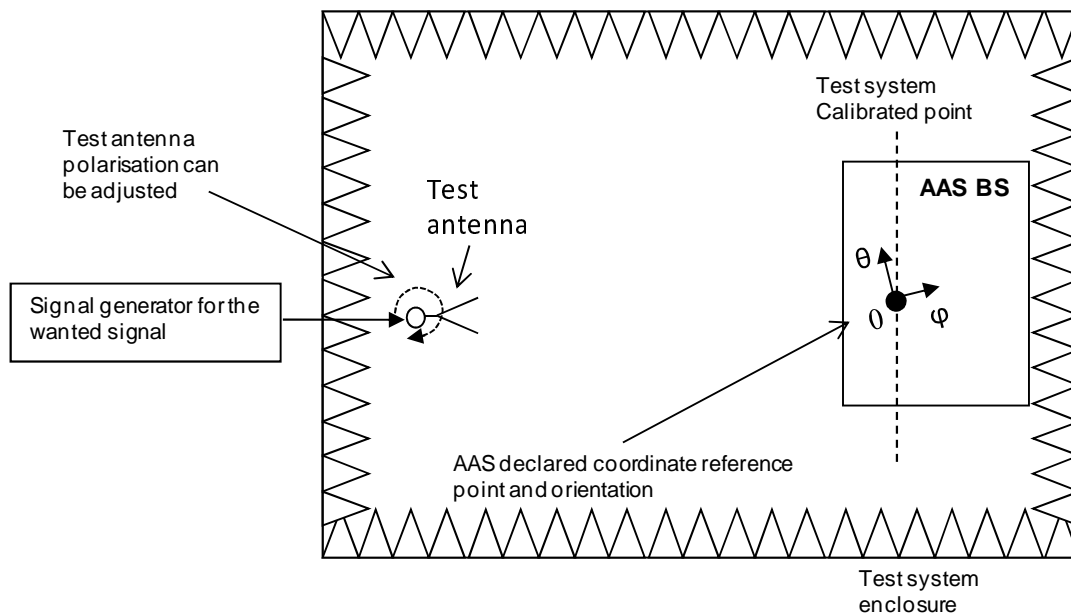 Test system
Calibrated point
Test antenna
polarisation can
be adjusted
Test
antenna
AAS BS
θ
Signal generator for the
wanted signal
0
φ
AAS declared coordinate reference
point and orientation
Test system
enclosure